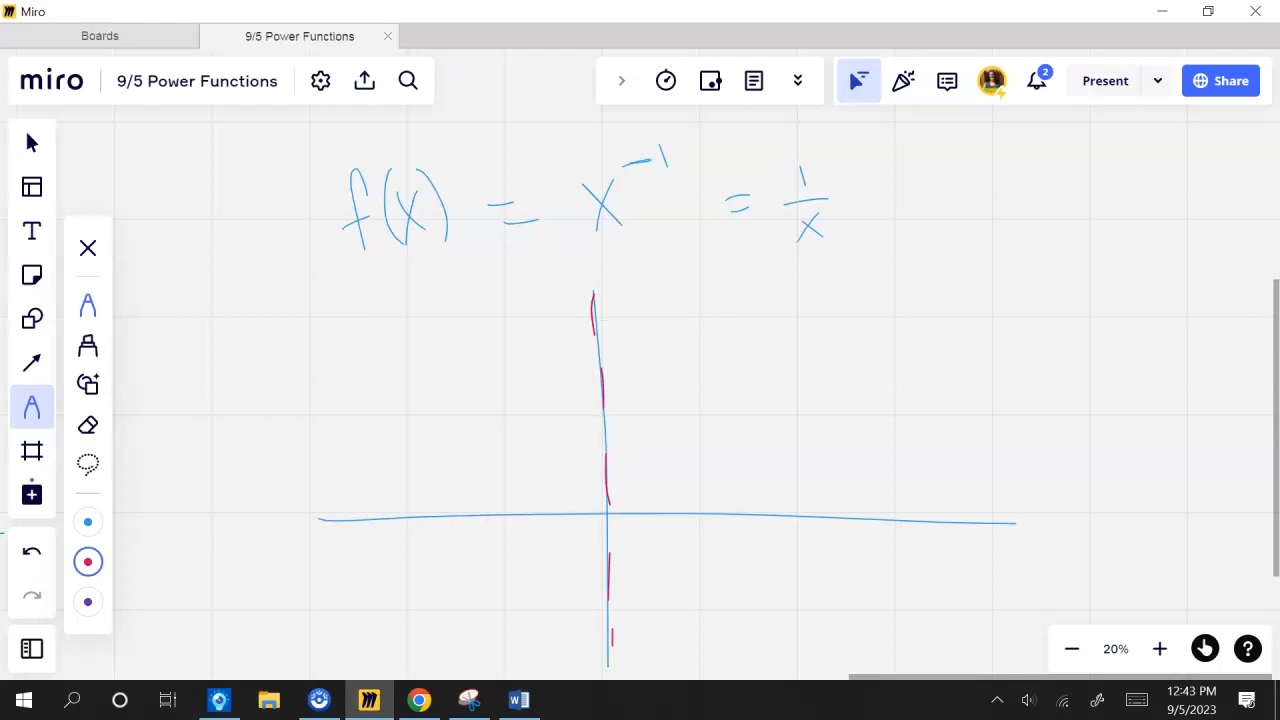 Miro
Boards
9/5 Power Functions
miro
9/5 Power Functions
2
Present
Share
f(x) = x^-1 = 1/x
20%
12:43 PM
9/5/2023